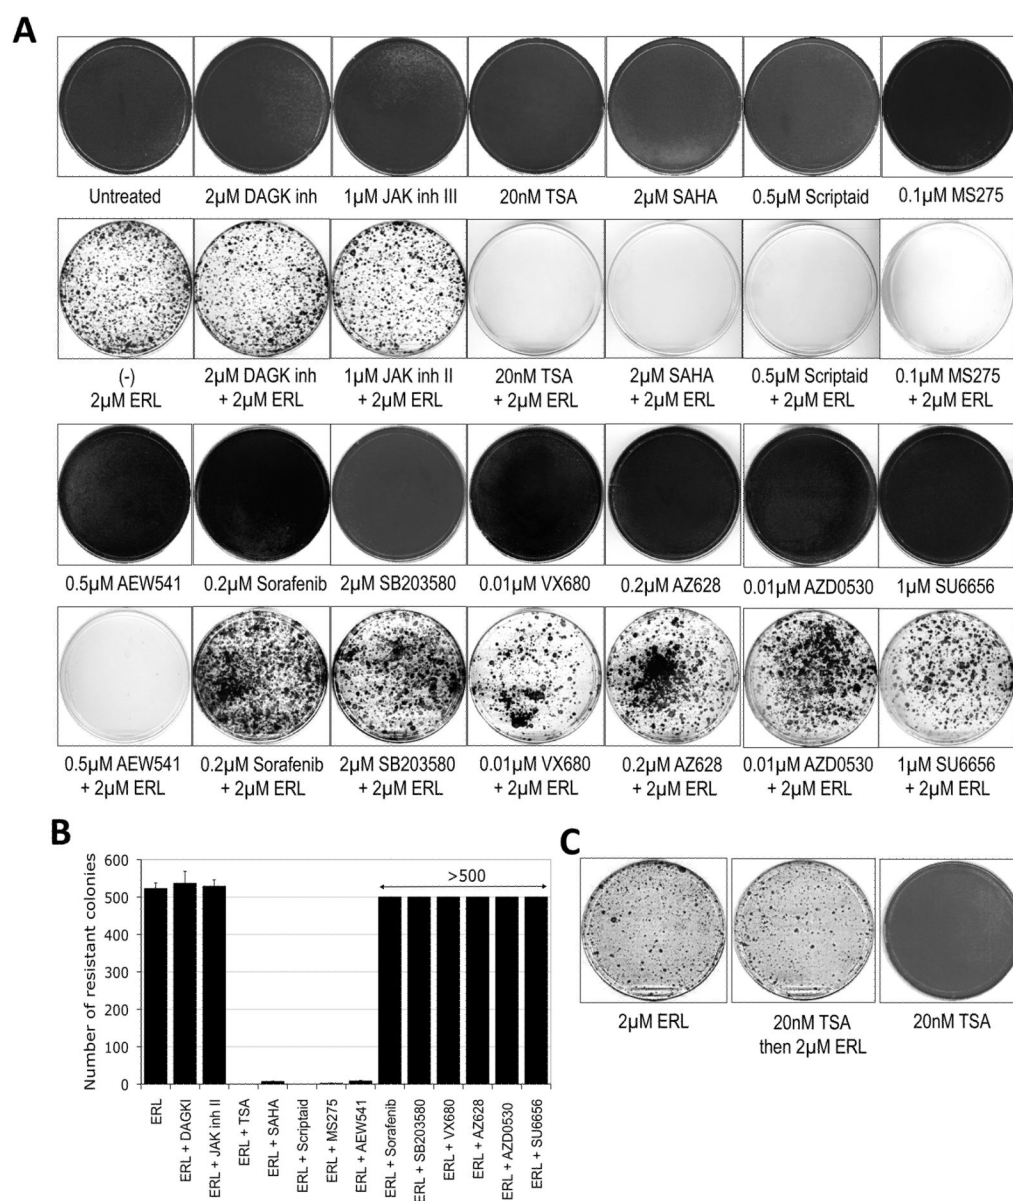 A
Untreated
2µM DAGK inh
1µM JAK inh III
20nM TSA
2µM SAHA
0.5µM Scriptaid
0.1µM MS275
(-)
2µM ERL
2µM DAGK inh
+ 2µM ERL
1µM JAK inh II
+ 2µM ERL
20nM TSA
+ 2µM ERL
2µM SAHA
+ 2µM ERL
0.5µM Scriptaid
+ 2µM ERL
0.1µM MS275
+ 2µM ERL
0.5µM AEW541
0.2µM Sorafenib
2µM SB203580
0.01µM VX680
0.2µM AZ628
0.01µM AZD0530
1µM SU6656
0.5µM AEW541
+ 2µM ERL
0.2µM Sorafenib
+ 2µM ERL
2µM SB203580
+ 2µM ERL
0.01µM VX680
+ 2µM ERL
0.2µM AZ628
+ 2µM ERL
0.01µM AZD0530
+ 2µM ERL
1µM SU6656
+ 2µM ERL
B
Number of resistant colonies
600
500
400
300
200
100
0
>500
ERL
ERL + DAGKI
ERL + JAK inh II
ERL + TSA
ERL + SAHA
ERL + Scriptaid
ERL + MS275
ERL + AEW541
ERL + Sorafenib
ERL + SB203580
ERL + VX680
ERL + AZ628
ERL + AZD0530
ERL + SU6656
C
2µM ERL
20nM TSA
then 2µM ERL
20nM TSA